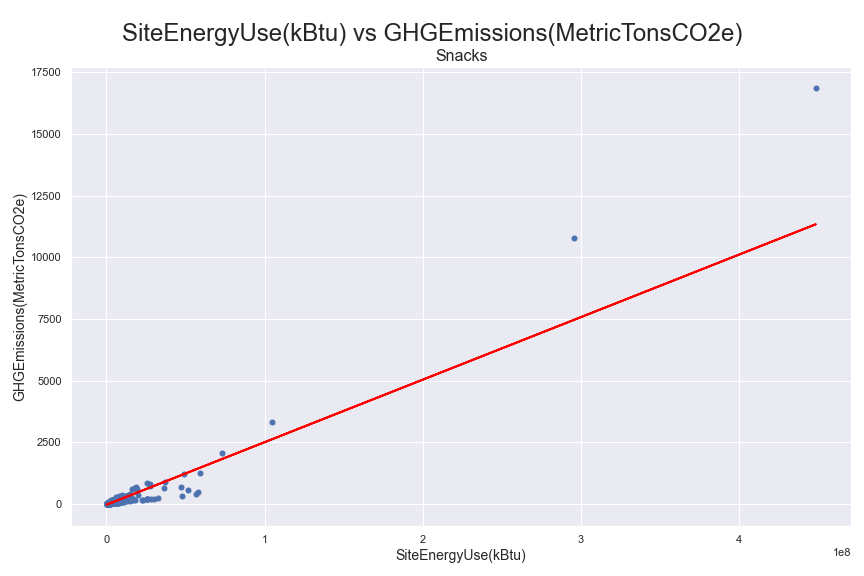 SiteEnergyUse(kBtu) vs GHGEmissions(MetricTonsCO2e)
Snacks
GHGEmissions(MetricTonsCO2e)
17500
15000
12500
10000
7500
5000
2500
0
0 1 2 3 4
1e8
SiteEnergyUse(kBtu)